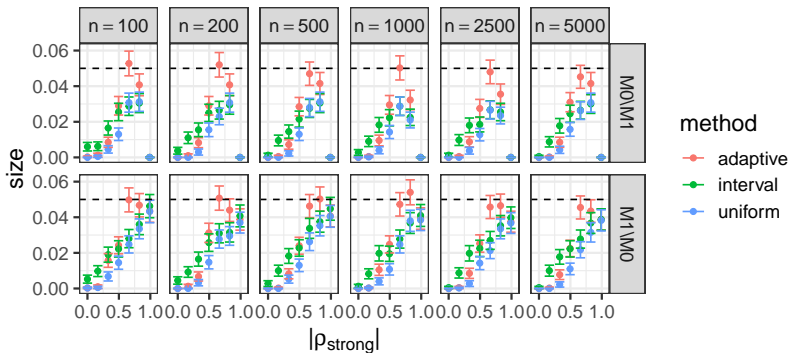 n = 100 n = 200 n = 500 n = 1000 n = 2500 n = 5000
0.06
0.04
0.02
0.00
M0\M1
0.06
0.04
0.02
0.00
M1\M0
size
0.0 0.5 1.0 0.0 0.5 1.0 0.0 0.5 1.0 0.0 0.5 1.0 0.0 0.5 1.0 0.0 0.5 1.0
|ρstrong|
method
adaptive
interval
uniform